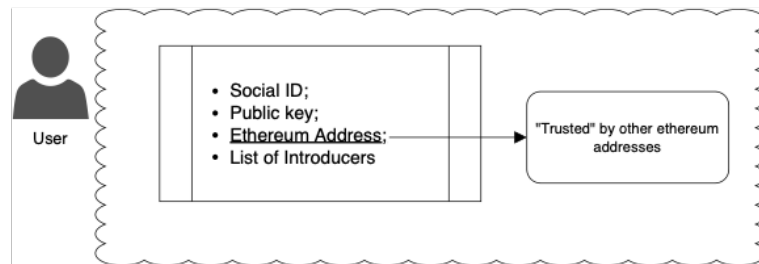 User
• Social ID;
• Public key;
• Ethereum Address;
• List of Introducers
"Trusted" by other ethereum
addresses